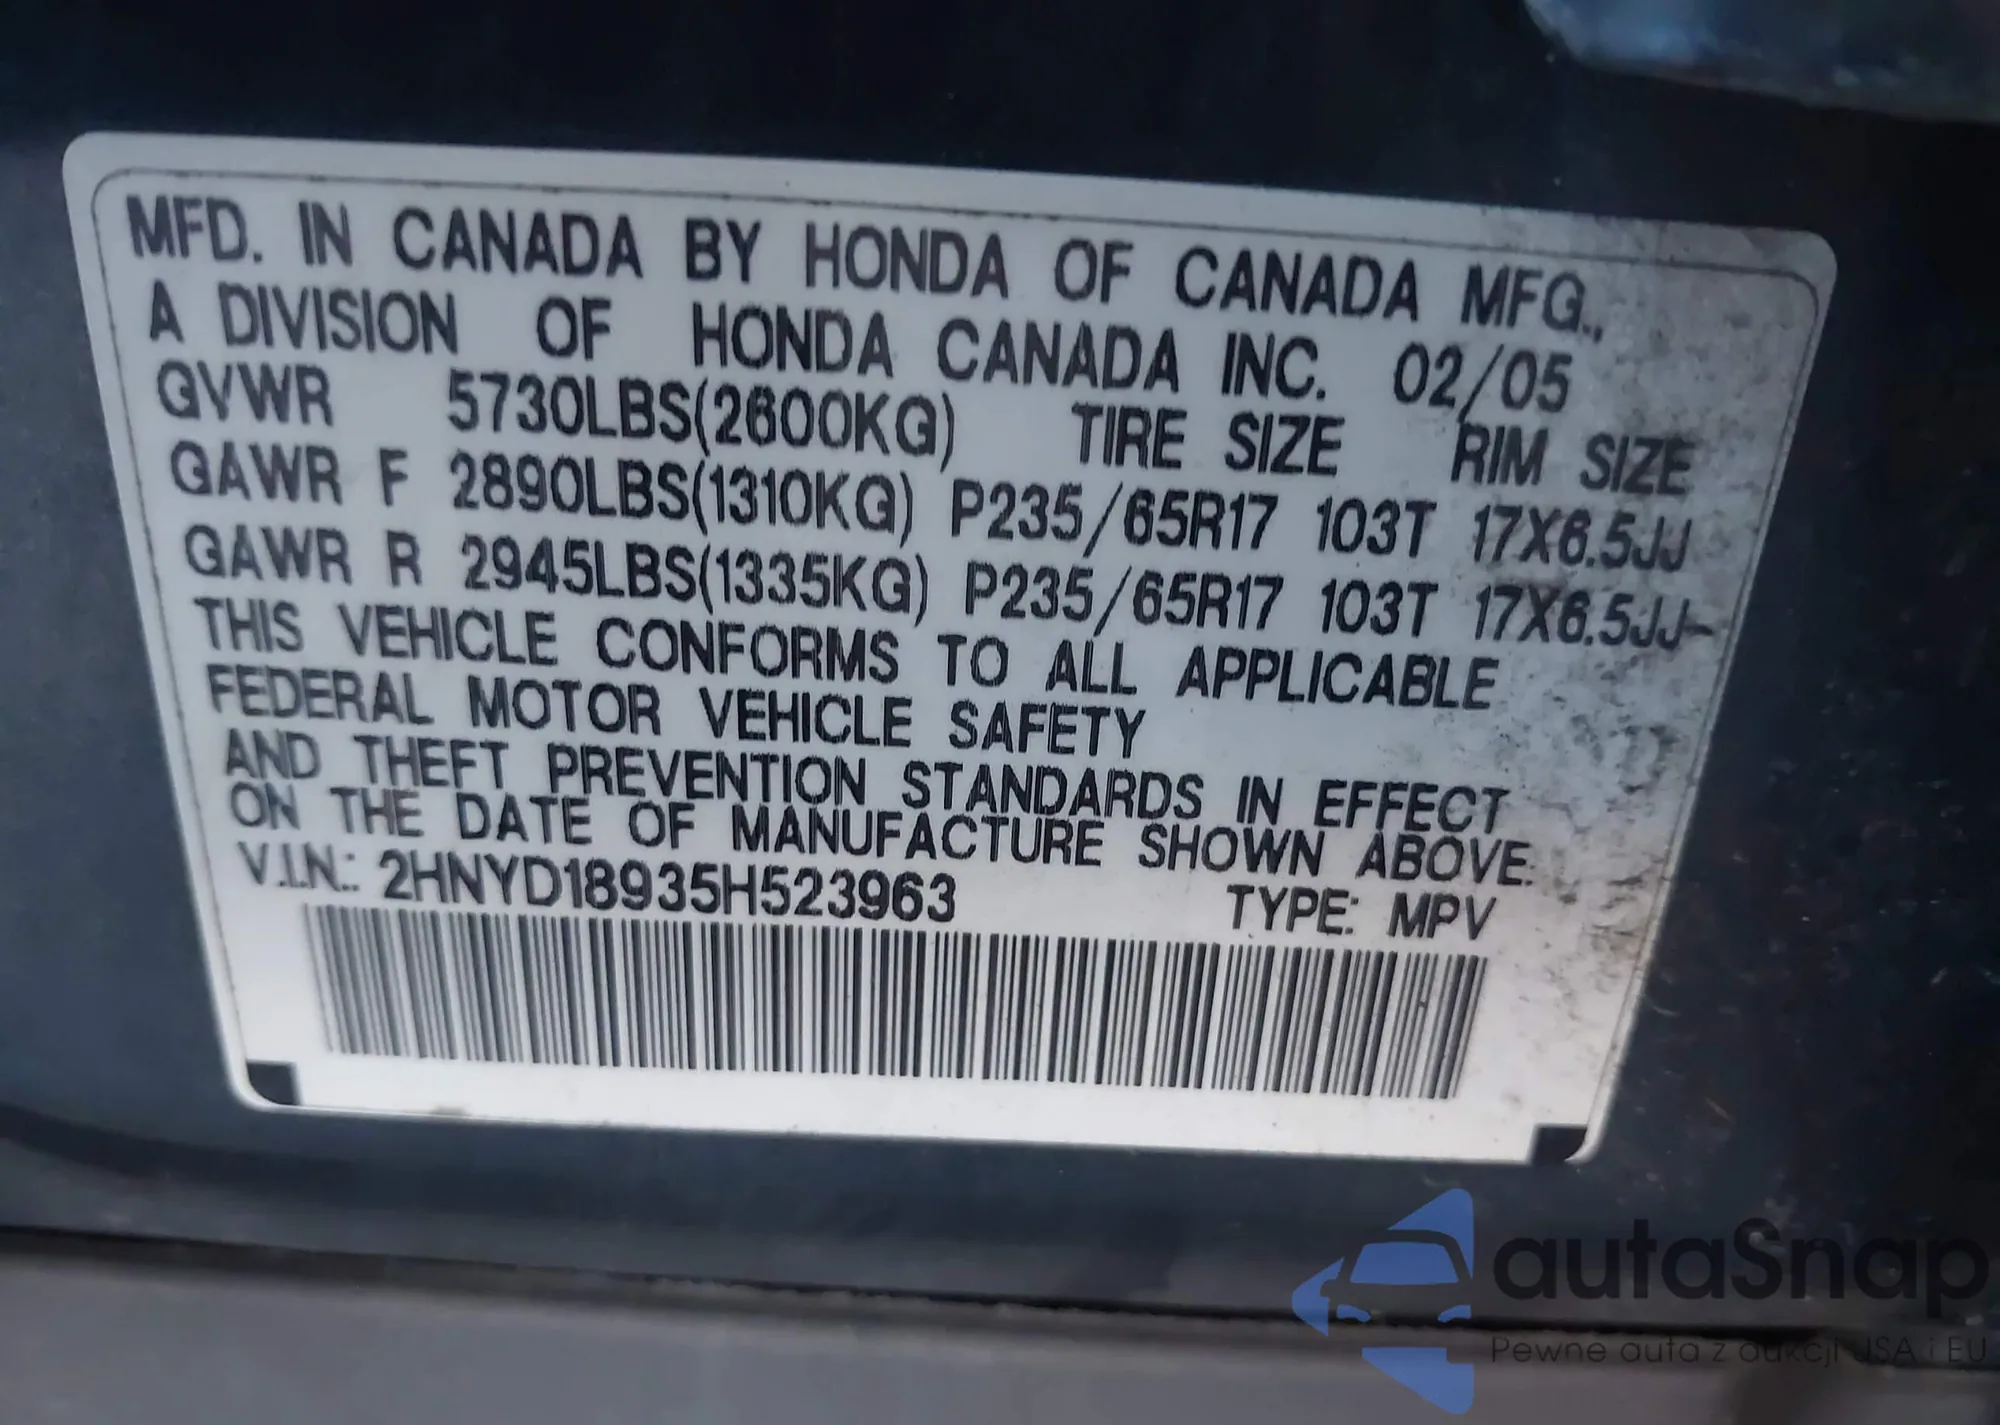 MFD. IN CANADA BY HONDA OF CANADA MFG.,
A DIVISION OF HONDA CANADA INC. 02/05
GVWR 5730LBS(2600KG) TIRE SIZE RIM SIZE
GAWR F 2890LBS(1310KG) P235/65R17 103T 17X6.5JJ
GAWR R 2945LBS(1335KG) P235/65R17 103T 17X6.5JJ
THIS VEHICLE CONFORMS TO ALL APPLICABLE
FEDERAL MOTOR VEHICLE SAFETY
AND THEFT PREVENTION STANDARDS IN EFFECT
ON THE DATE OF MANUFACTURE SHOWN ABOVE.
V.I.N.: 2HNYD18935H523963 TYPE: MPV
autaSnap
Pewne auta z aukcji USA i EU